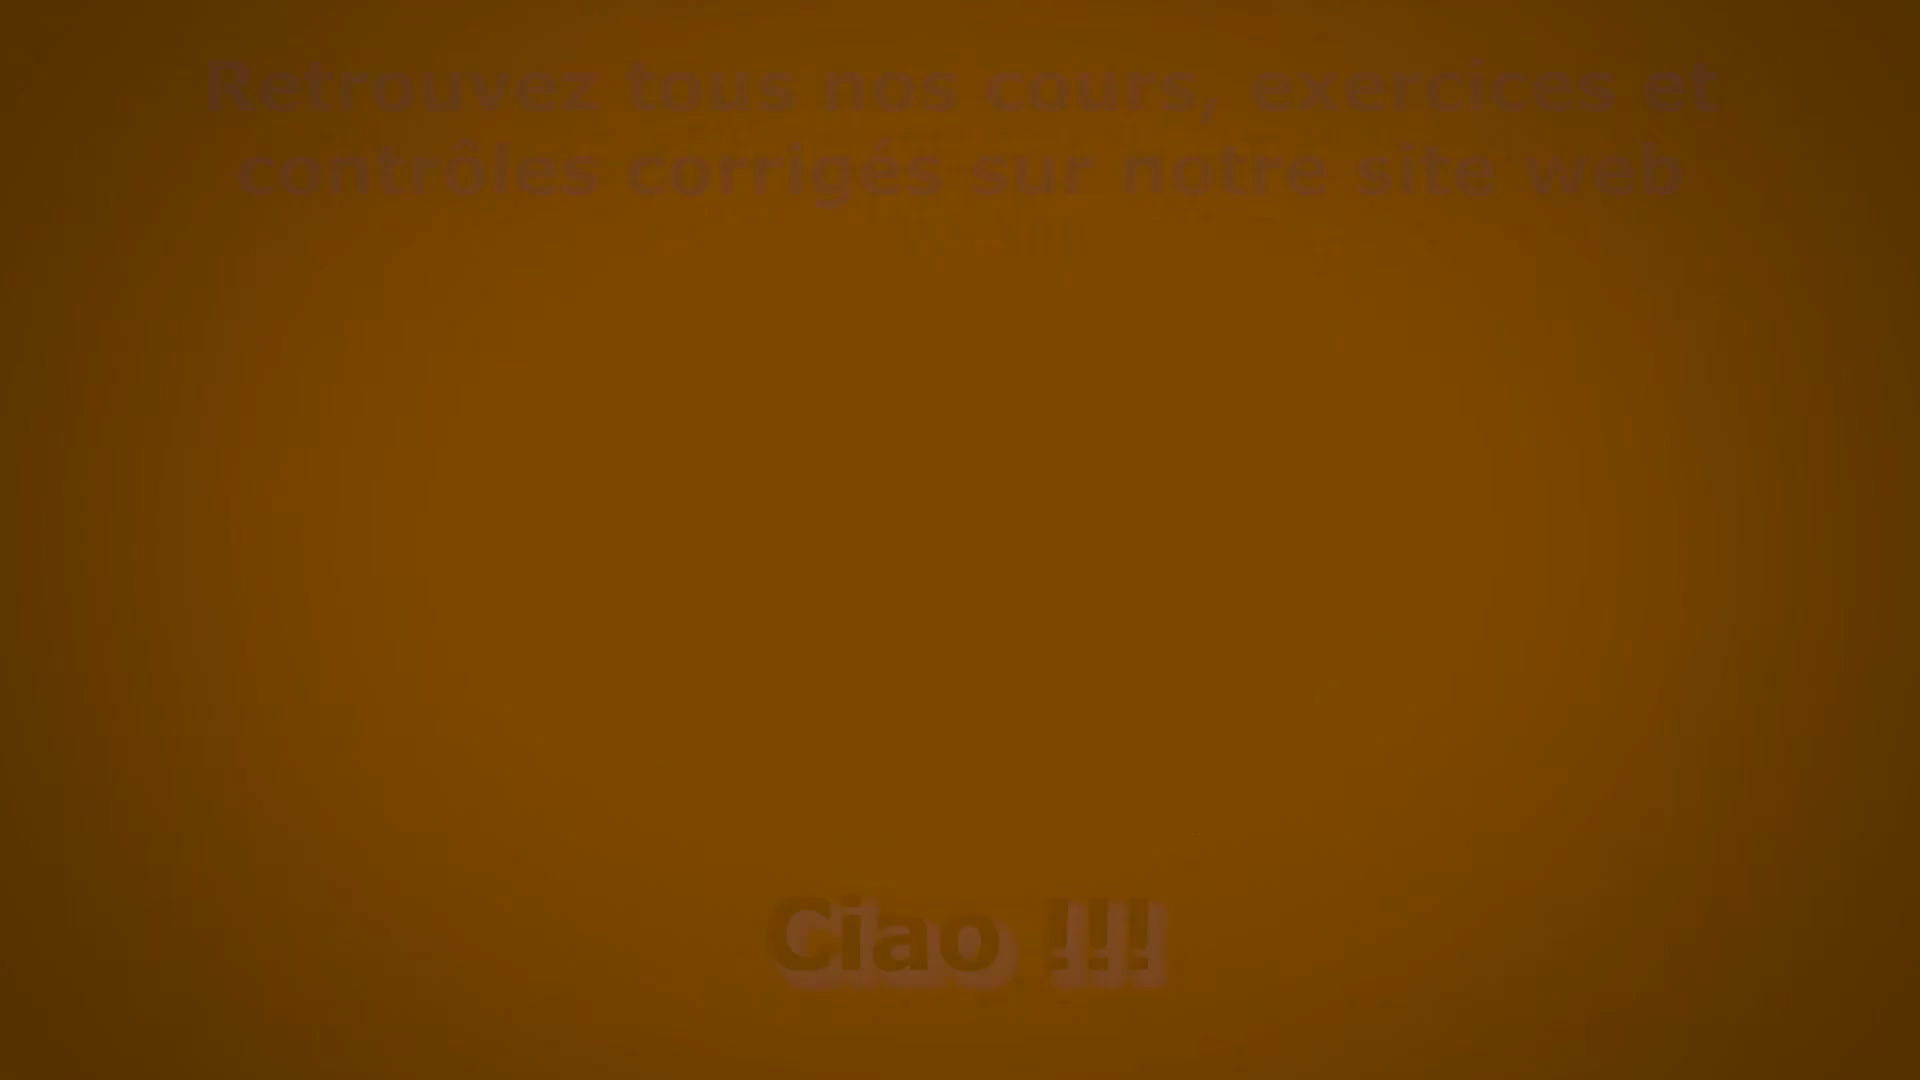 Retrouvez tous nos cours, exercices et
contrôles corrigés sur notre site web
Ciao !!!